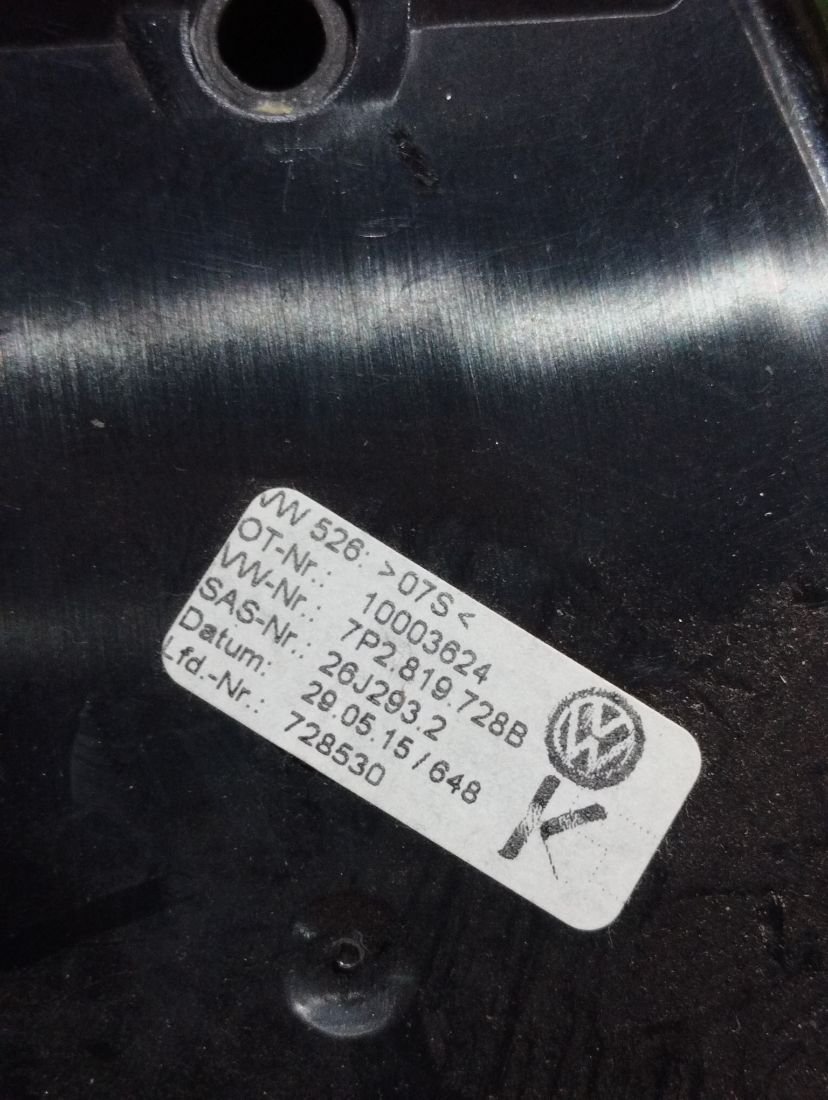 VW 526: >07S<
OT-Nr.: 10003624
VW-Nr.: 7P2.819.728B
SAS-Nr.: 26J293.2
Datum: 29.05.15/648
Lfd.-Nr.: 728530
K